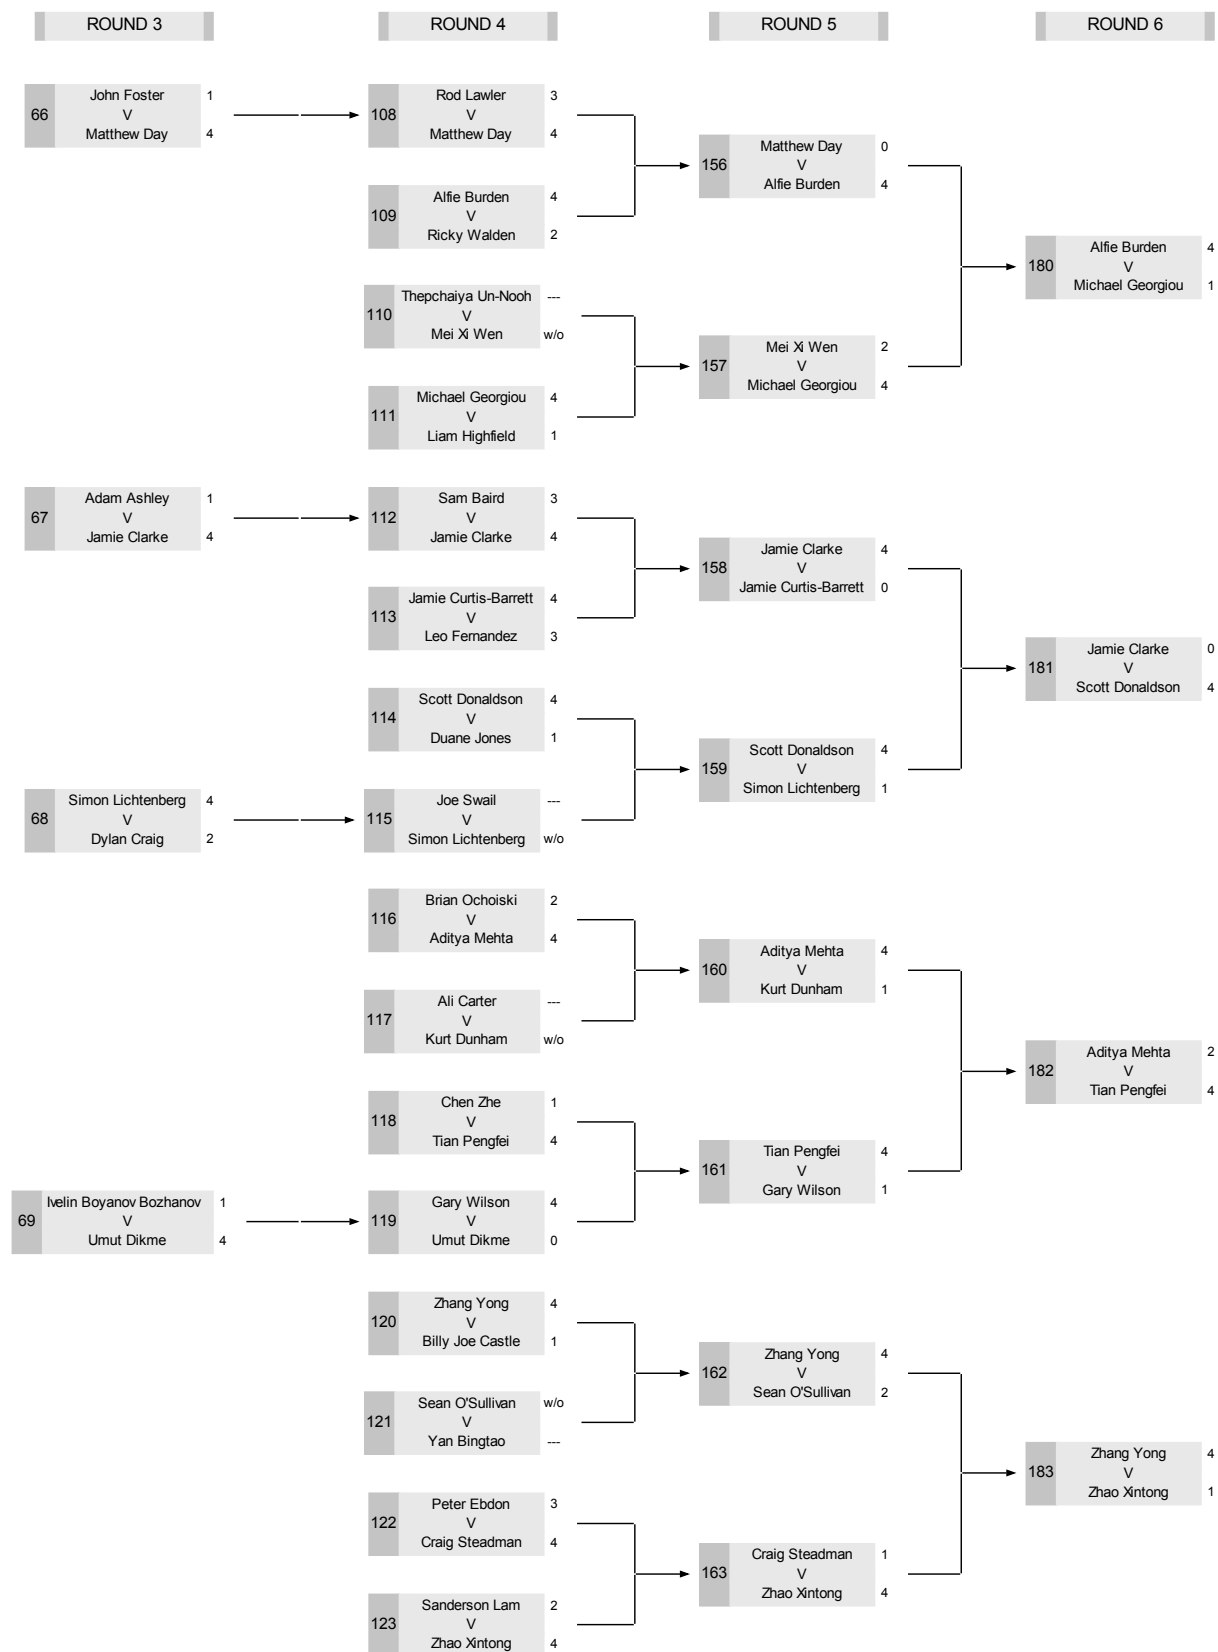 ROUND 3
ROUND 4
ROUND 5
ROUND 6
66
John Foster 1
V
Matthew Day 4
67
Adam Ashley 1
V
Jamie Clarke 4
68
Simon Lichtenberg 4
V
Dylan Craig 2
69
Ivelin Boyanov Bozhanov 1
V
Umut Dikme 4
108
Rod Lawler 3
V
Matthew Day 4
109
Alfie Burden 4
V
Ricky Walden 2
110
Thepchaiya Un-Nooh ---
V
Mei Xi Wen w/o
111
Michael Georgiou 4
V
Liam Highfield 1
112
Sam Baird 3
V
Jamie Clarke 4
113
Jamie Curtis-Barrett 4
V
Leo Fernandez 3
114
Scott Donaldson 4
V
Duane Jones 1
115
Joe Swail ---
V
Simon Lichtenberg w/o
116
Brian Ochoiski 2
V
Aditya Mehta 4
117
Ali Carter ---
V
Kurt Dunham w/o
118
Chen Zhe 1
V
Tian Pengfei 4
119
Gary Wilson 4
V
Umut Dikme 0
120
Zhang Yong 4
V
Billy Joe Castle 1
121
Sean O'Sullivan w/o
V
Yan Bingtao ---
122
Peter Ebdon 3
V
Craig Steadman 4
123
Sanderson Lam 2
V
Zhao Xintong 4
156
Matthew Day 0
V
Alfie Burden 4
157
Mei Xi Wen 2
V
Michael Georgiou 4
158
Jamie Clarke 4
V
Jamie Curtis-Barrett 0
159
Scott Donaldson 4
V
Simon Lichtenberg 1
160
Aditya Mehta 4
V
Kurt Dunham 1
161
Tian Pengfei 4
V
Gary Wilson 1
162
Zhang Yong 4
V
Sean O'Sullivan 2
163
Craig Steadman 1
V
Zhao Xintong 4
180
Alfie Burden 4
V
Michael Georgiou 1
181
Jamie Clarke 0
V
Scott Donaldson 4
182
Aditya Mehta 2
V
Tian Pengfei 4
183
Zhang Yong 4
V
Zhao Xintong 1